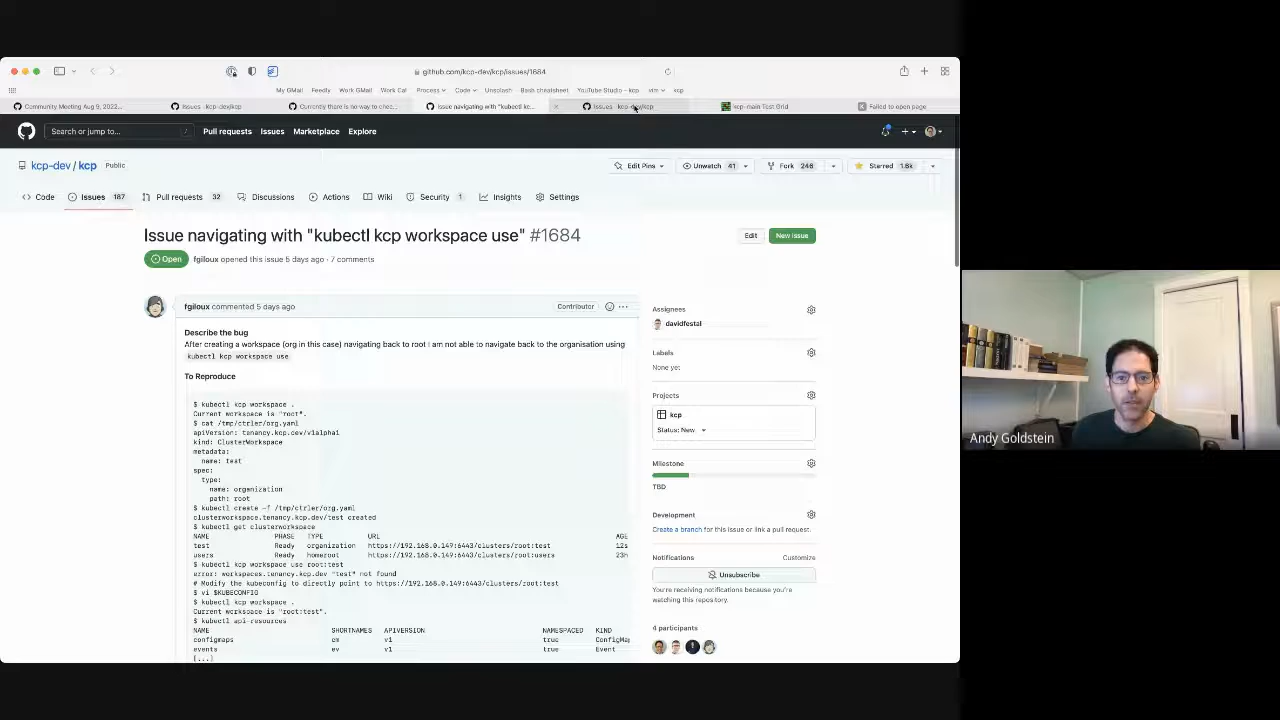 github.com/kcp-dev/kcp/issues/1684
My GMail Feedly Work GMail Work Cal Process Code Unsplash Bash cheatsheet YouTube Studio - kcp vim kcp
Community Meeting Aug 9, 2022... Issues · kcp-dev/kcp Currently there is no way to chec... Issue navigating with "kubectl kc... Issues · kcp-dev/kcp kcp-main Test Grid Failed to open page
Search or jump to... / Pull requests Issues Marketplace Explore
kcp-dev / kcp Public Edit Pins Unwatch 41 Fork 246 Starred 1.6k
Code Issues 187 Pull requests 32 Discussions Actions Wiki Security 1 Insights Settings
Issue navigating with "kubectl kcp workspace use" #1684 Edit New issue
Open fgiloux opened this issue 5 days ago · 7 comments
fgiloux commented 5 days ago Contributor
Describe the bug
After creating a workspace (org in this case) navigating back to root I am not able to navigate back to the organisation using
kubectl kcp workspace use
To Reproduce
$ kubectl kcp workspace .
Current workspace is "root".
$ cat /tmp/ctrler/org.yaml
apiVersion: tenancy.kcp.dev/v1alpha1
kind: ClusterWorkspace
metadata:
name: test
spec:
type:
name: organization
path: root
$ kubectl create -f /tmp/ctrler/org.yaml
clusterworkspace.tenancy.kcp.dev/test created
$ kubectl get clusterworkspace
NAME PHASE TYPE URL AGE
test Ready organization https://192.168.0.149:6443/clusters/root:test 12s
users Ready homeroot https://192.168.0.149:6443/clusters/root:users 23h
$ kubectl kcp workspace use root:test
error: workspaces.tenancy.kcp.dev "test" not found
# Modify the kubeconfig to directly point to https://192.168.0.149:6443/clusters/root:test
$ vi $KUBECONFIG
$ kubectl kcp workspace .
Current workspace is "root:test".
$ kubectl api-resources
NAME SHORTNAMES APIVERSION NAMESPACED KIND
configmaps cm v1 true ConfigMap
events ev v1 true Event
[...]
Assignees
davidfestal
Labels
None yet
Projects
kcp
Status: New
Milestone
TBD
Development
Create a branch for this issue or link a pull request.
Notifications Customize
Unsubscribe
You're receiving notifications because you're
watching this repository.
4 participants
Andy Goldstein